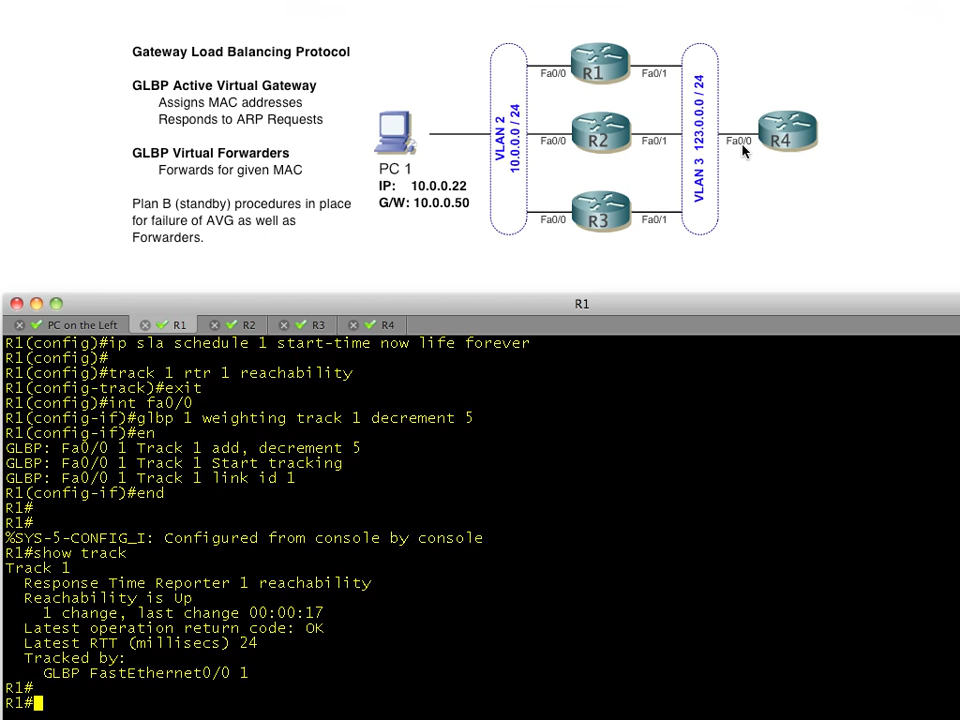 Gateway Load Balancing Protocol
GLBP Active Virtual Gateway
Assigns MAC addresses
Responds to ARP Requests
GLBP Virtual Forwarders
Forwards for given MAC
Plan B (standby) procedures in place
for failure of AVG as well as
Forwarders.
PC 1
IP: 10.0.0.22
G/W: 10.0.0.50
VLAN 2
10.0.0.0 / 24
Fa0/0
R1
Fa0/1
Fa0/0
R2
Fa0/1
Fa0/0
R3
Fa0/1
VLAN 3 123.0.0.0 / 24
Fa0/0
R4
R1
PC on the Left
R1
R2
R3
R4
R1(config)#ip sla schedule 1 start-time now life forever
R1(config)#
R1(config)#track 1 rtr 1 reachability
R1(config-track)#exit
R1(config)#int fa0/0
R1(config-if)#glbp 1 weighting track 1 decrement 5
R1(config-if)#en
GLBP: Fa0/0 1 Track 1 add, decrement 5
GLBP: Fa0/0 1 Track 1 Start tracking
GLBP: Fa0/0 1 Track 1 link id 1
R1(config-if)#end
R1#
R1#
%SYS-5-CONFIG_I: Configured from console by console
R1#show track
Track 1
Response Time Reporter 1 reachability
Reachability is Up
1 change, last change 00:00:17
Latest operation return code: OK
Latest RTT (millisecs) 24
Tracked by:
GLBP FastEthernet0/0 1
R1#
R1#